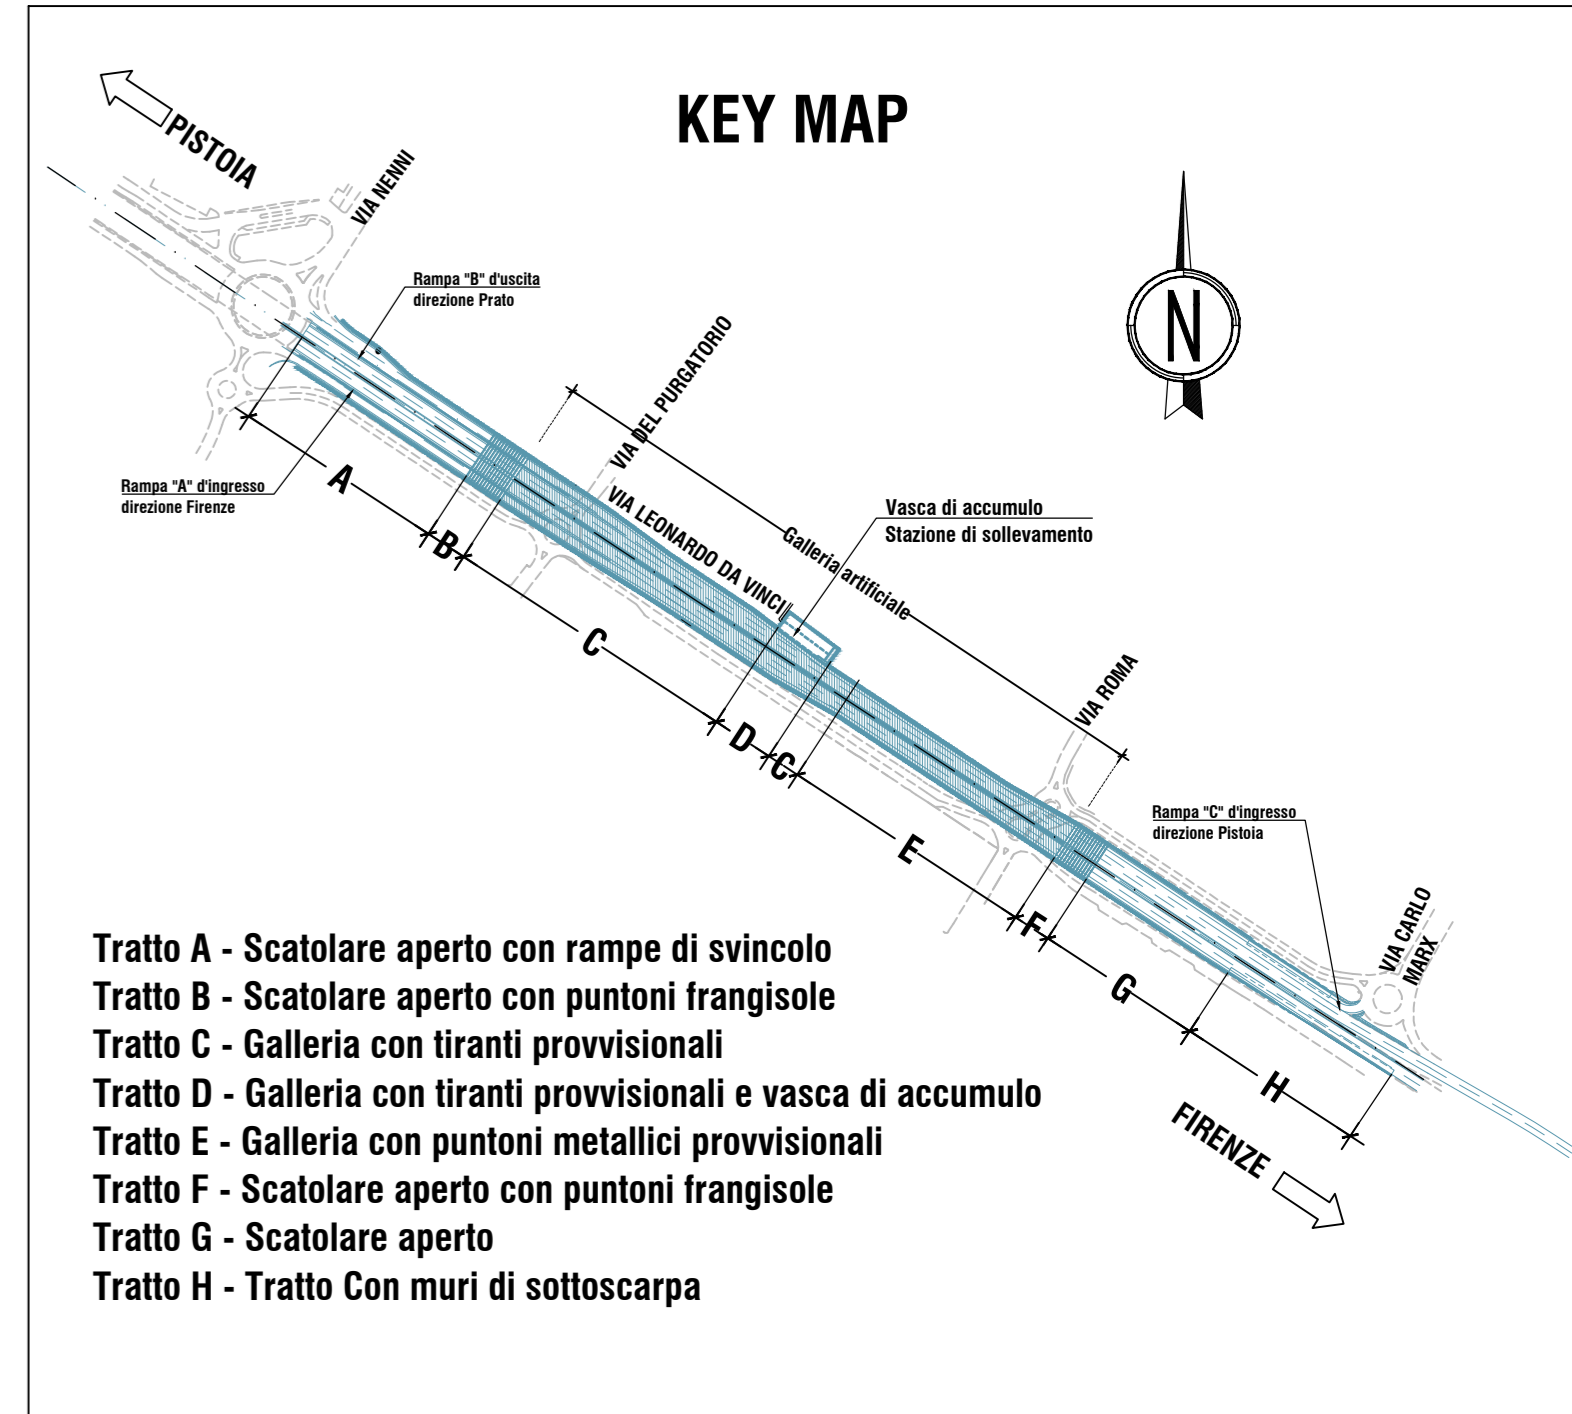 KEY MAP
PISTOIA
VIA NENNI
Rampa "B" d'uscita
direzione Prato
N
VIA DEL PURGATORIO
Rampa "A" d'ingresso
direzione Firenze
A
B
VIA LEONARDO DA VINCI
Vasca di accumulo
Stazione di sollevamento
Galleria artificiale
C
D
C
VIA ROMA
E
Rampa "C" d'ingresso
direzione Pistoia
F
VIA CARLO
MARX
G
H
FIRENZE
Tratto A - Scatolare aperto con rampe di svincolo
Tratto B - Scatolare aperto con puntoni frangisole
Tratto C - Galleria con tiranti provvisionali
Tratto D - Galleria con tiranti provvisionali e vasca di accumulo
Tratto E - Galleria con puntoni metallici provvisionali
Tratto F - Scatolare aperto con puntoni frangisole
Tratto G - Scatolare aperto
Tratto H - Tratto Con muri di sottoscarpa